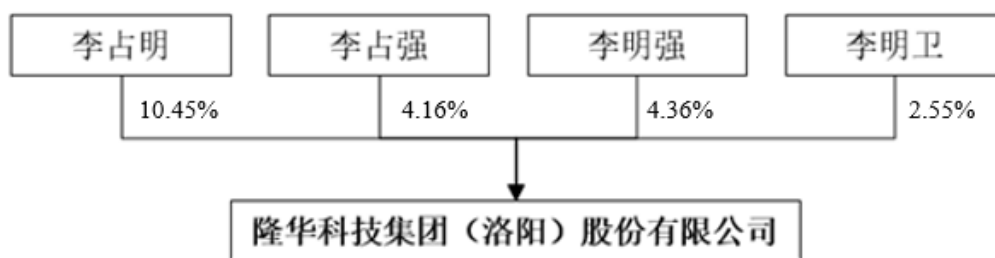 李占明 李占强 李明强 李明卫
10.45% 4.16% 4.36% 2.55%
隆华科技集团（洛阳）股份有限公司